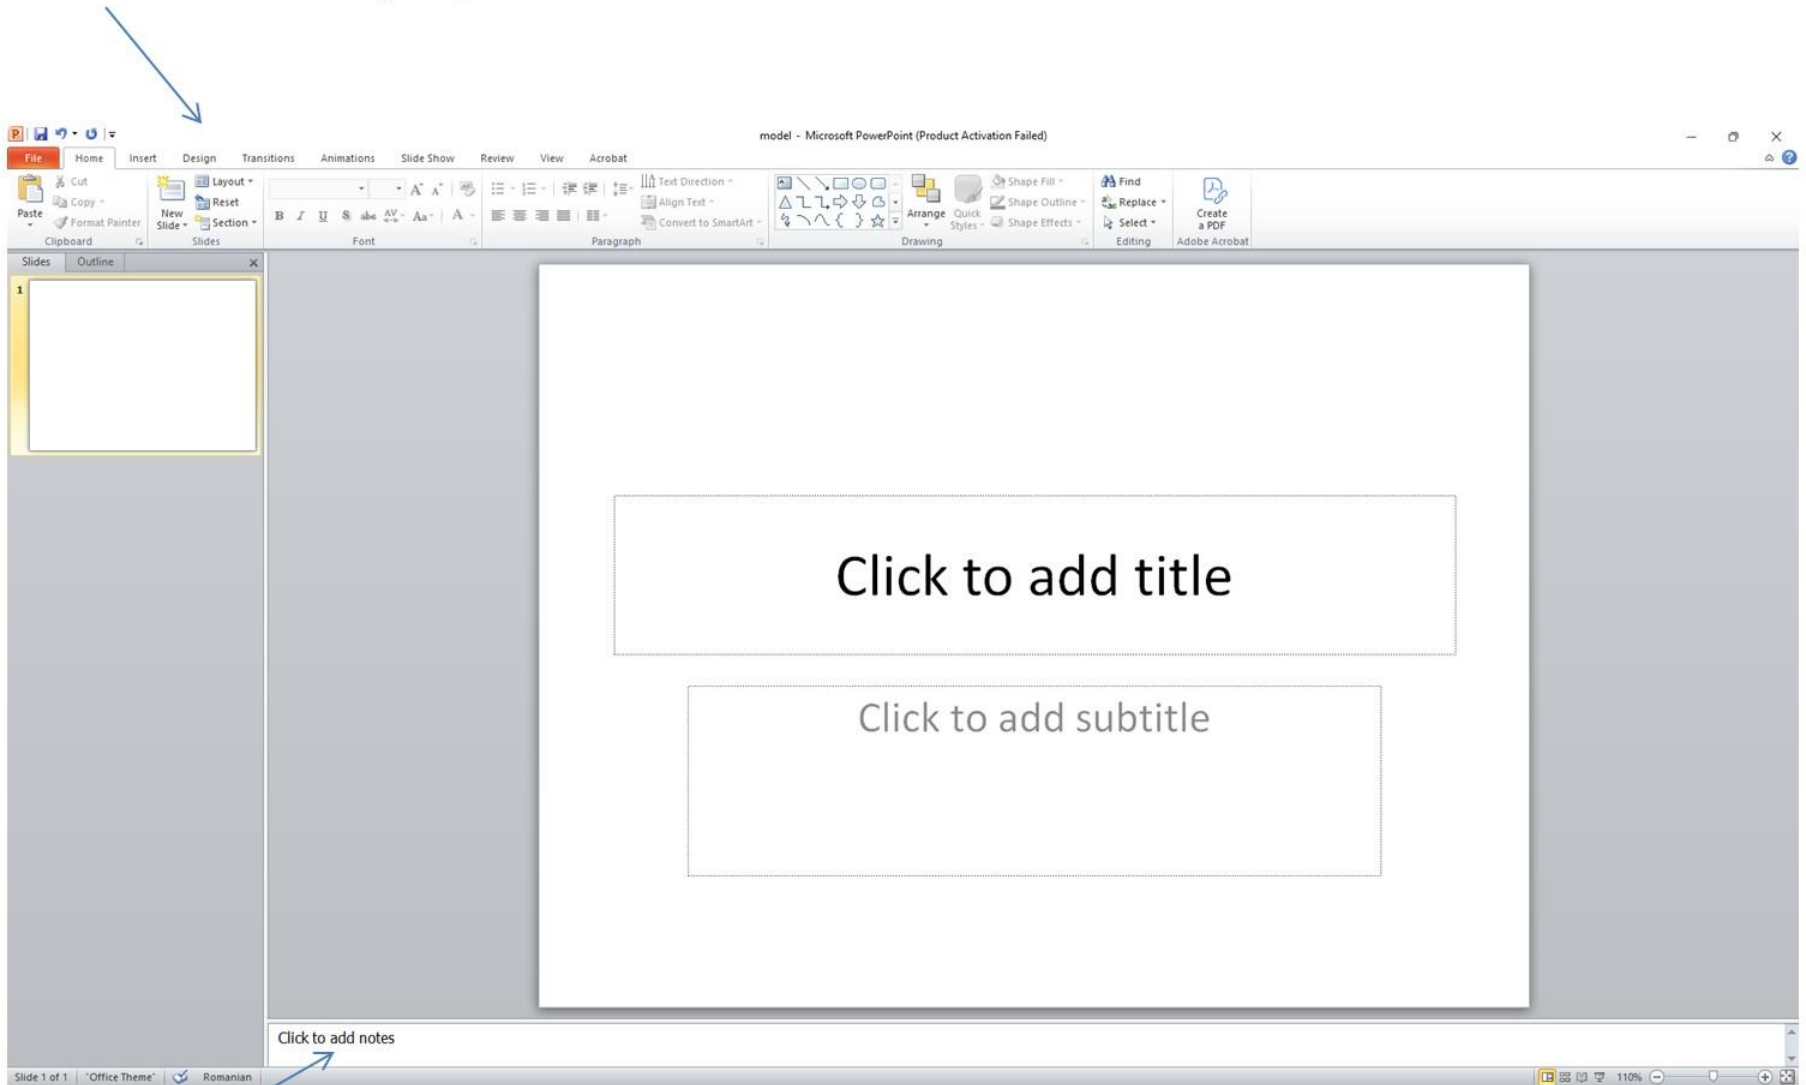 model - Microsoft PowerPoint (Product Activation Failed)
File Home Insert Design Transitions Animations Slide Show Review View Acrobat
Paste
Cut
Copy
Format Painter
Clipboard
New Slide
Layout
Reset
Section
Slides
B I U S abc AV Aa A
Font
Text Direction
Align Text
Convert to SmartArt
Paragraph
Arrange
Quick Styles
Shape Fill
Shape Outline
Shape Effects
Drawing
Find
Replace
Select
Editing
Create a PDF
Adobe Acrobat
Slides Outline
1
Click to add title
Click to add subtitle
Click to add notes
Slide 1 of 1 "Office Theme" Romanian 110%